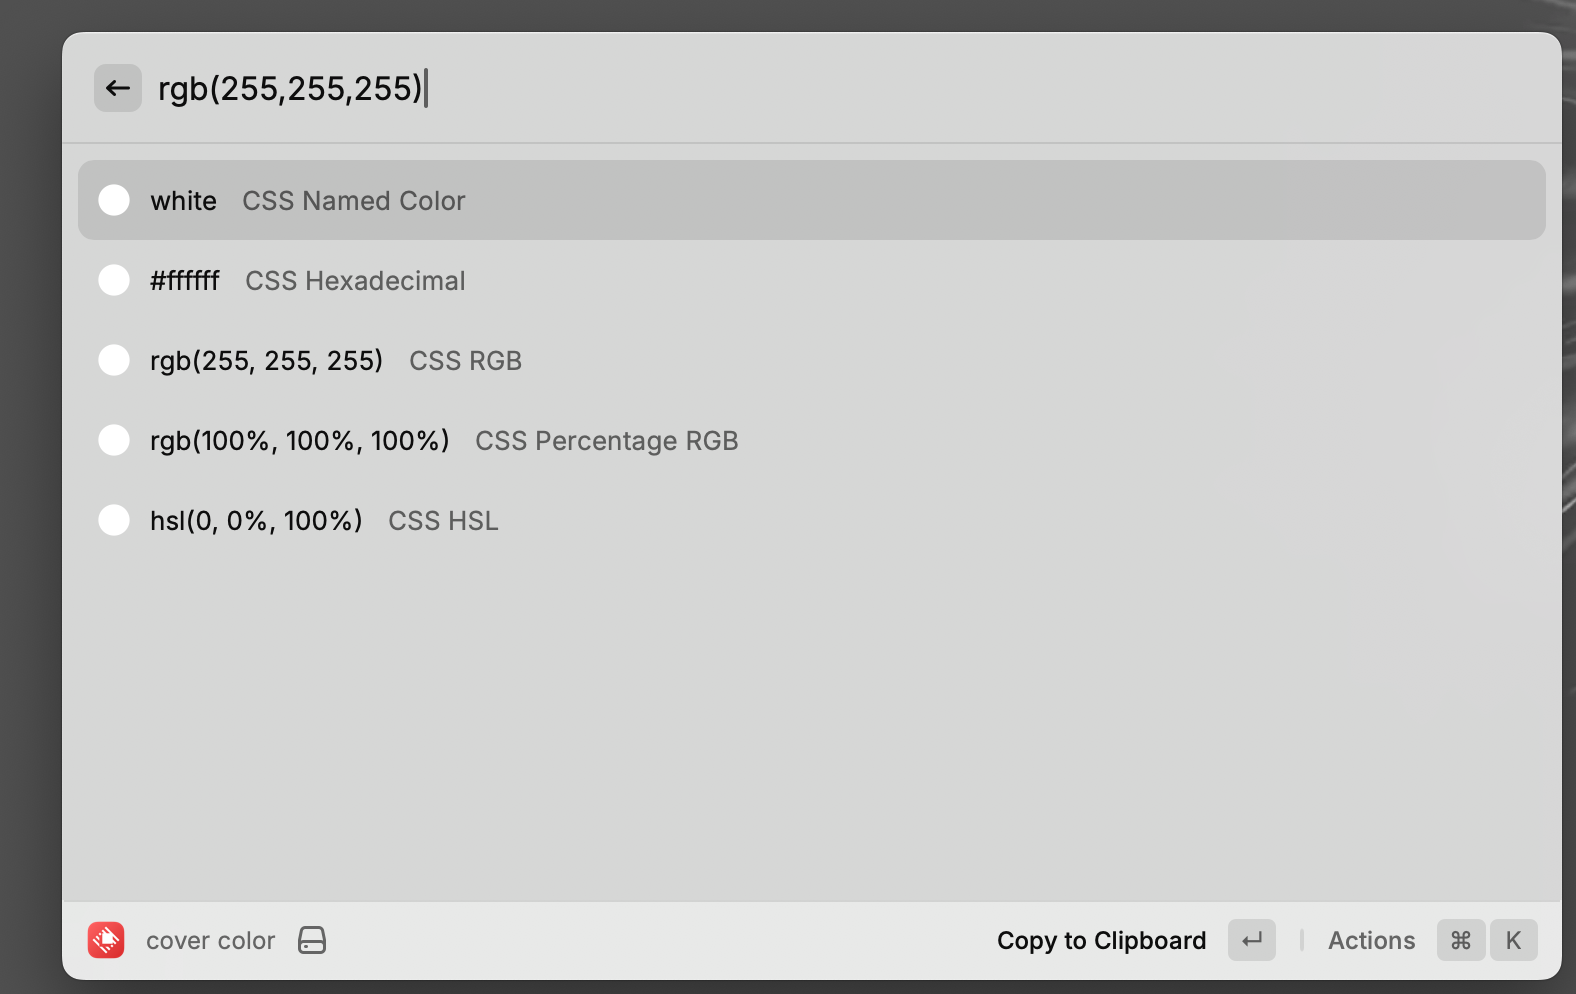 rgb(255,255,255)
white CSS Named Color
#ffffff CSS Hexadecimal
rgb(255, 255, 255) CSS RGB
rgb(100%, 100%, 100%) CSS Percentage RGB
hsl(0, 0%, 100%) CSS HSL
cover color Copy to Clipboard ↵ Actions ⌘ K